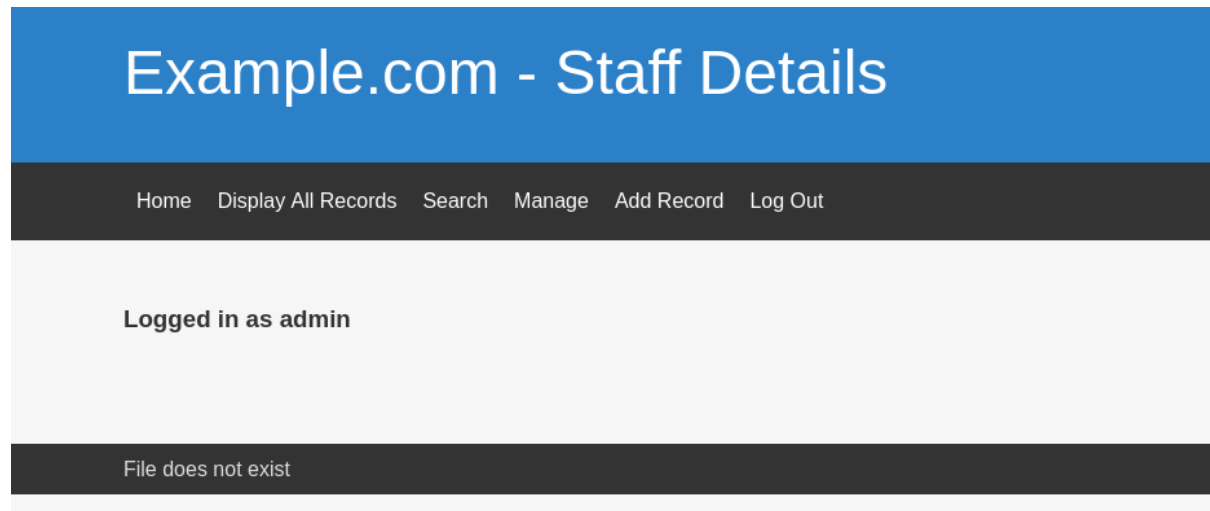 Example.com - Staff Details
Home Display All Records Search Manage Add Record Log Out
Logged in as admin
File does not exist